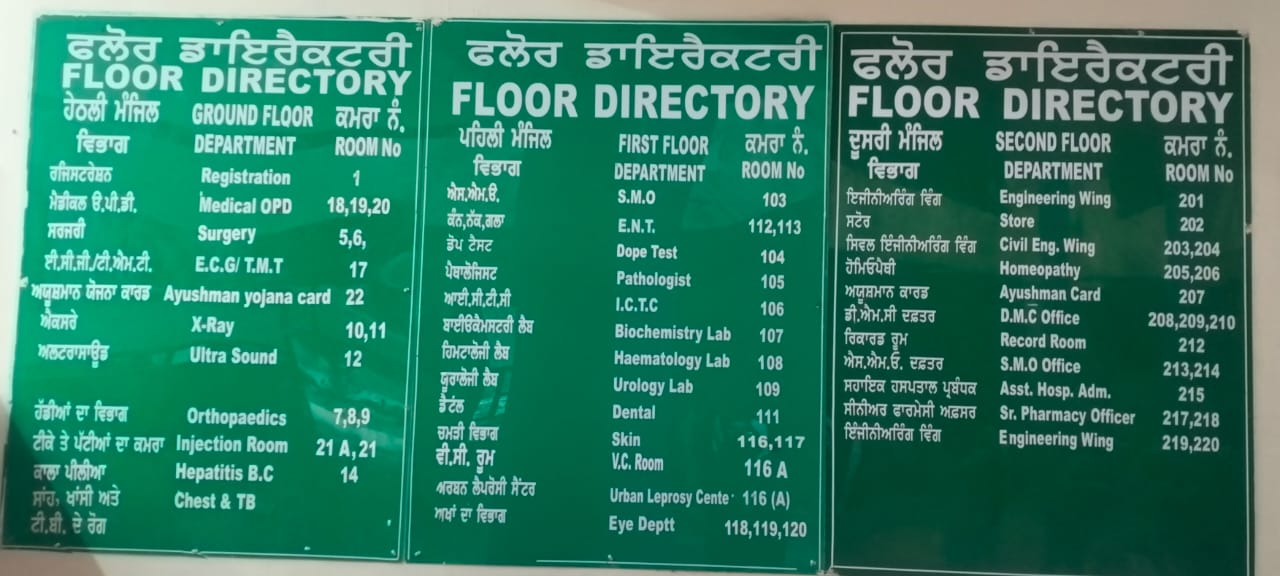 ਫਲੋਰ ਡਾਇਰੈਕਟਰੀ
FLOOR DIRECTORY
ਹੇਠਲੀ ਮੰਜਿਲ GROUND FLOOR ਕਮਰਾ ਨੰ.
ਵਿਭਾਗ DEPARTMENT ROOM No
ਰਜਿਸਟਰੇਸ਼ਨ Registration 1
ਮੈਡੀਕਲ ਓ.ਪੀ.ਡੀ. Medical OPD 18,19,20
ਸਰਜਰੀ Surgery 5,6,
ਈ.ਸੀ.ਜੀ./ਟੀ.ਐਮ.ਟੀ. E.C.G/ T.M.T 17
ਅਯੂਸ਼ਮਾਨ ਯੋਜਨਾ ਕਾਰਡ Ayushman yojana card 22
ਐਕਸਰੇ X-Ray 10,11
ਅਲਟਰਾਸਾਊਂਡ Ultra Sound 12
ਹੱਡੀਆਂ ਦਾ ਵਿਭਾਗ Orthopaedics 7,8,9
ਟੀਕੇ ਤੇ ਪੱਟੀਆਂ ਦਾ ਕਮਰਾ Injection Room 21 A,21
ਕਾਲਾ ਪੀਲੀਆ Hepatitis B.C 14
ਸਾਂਹ, ਖਾਂਸੀ ਅਤੇ Chest & TB
ਟੀ.ਬੀ. ਦੇ ਰੋਗ
ਫਲੋਰ ਡਾਇਰੈਕਟਰੀ
FLOOR DIRECTORY
ਪਹਿਲੀ ਮੰਜਿਲ FIRST FLOOR ਕਮਰਾ ਨੰ.
ਵਿਭਾਗ DEPARTMENT ROOM No
ਐਸ.ਐਮ.ਓ. S.M.O 103
ਕੰਨ,ਨੱਕ,ਗਲਾ E.N.T. 112,113
ਡੋਪ ਟੈਸਟ Dope Test 104
ਪੈਥਾਲੋਜਿਸਟ Pathologist 105
ਆਈ.ਸੀ.ਟੀ.ਸੀ I.C.T.C 106
ਬਾਈਓਕੈਮਸਟਰੀ ਲੈਬ Biochemistry Lab 107
ਹਿਮਟਾਲੋਜੀ ਲੈਬ Haematology Lab 108
ਯੂਰਾਲੋਜੀ ਲੈਬ Urology Lab 109
ਡੈਟੰਲ Dental 111
ਚਮੜੀ ਵਿਭਾਗ Skin 116,117
ਵੀ.ਸੀ. ਰੂਮ V.C. Room 116 A
ਅਰਬਨ ਲੈਪਰੋਸੀ ਸੈਂਟਰ Urban Leprosy Cente 116 (A)
ਅਖਾਂ ਦਾ ਵਿਭਾਗ Eye Deptt 118,119,120
ਫਲੋਰ ਡਾਇਰੈਕਟਰੀ
FLOOR DIRECTORY
ਦੂਸਰੀ ਮੰਜਿਲ SECOND FLOOR ਕਮਰਾ ਨੰ.
ਵਿਭਾਗ DEPARTMENT ROOM No
ਇਜੀਨੀਅਰਿੰਗ ਵਿੰਗ Engineering Wing 201
ਸਟੋਰ Store 202
ਸਿਵਲ ਇੰਜੀਨੀਅਰਿੰਗ ਵਿੰਗ Civil Eng. Wing 203,204
ਹੋਮਿਓਪੈਥੀ Homeopathy 205,206
ਅਯੂਸ਼ਮਾਨ ਕਾਰਡ Ayushman Card 207
ਡੀ.ਐਮ.ਸੀ ਦਫ਼ਤਰ D.M.C Office 208,209,210
ਰਿਕਾਰਡ ਰੂਮ Record Room 212
ਐਸ.ਐਮ.ਓ. ਦਫ਼ਤਰ S.M.O Office 213,214
ਸਹਾਇਕ ਹਸਪਤਾਲ ਪ੍ਰਬੰਧਕ Asst. Hosp. Adm. 215
ਸੀਨੀਅਰ ਫਾਰਮੇਸੀ ਅਫ਼ਸਰ Sr. Pharmacy Officer 217,218
ਇੰਜੀਨੀਅਰਿੰਗ ਵਿੰਗ Engineering Wing 219,220